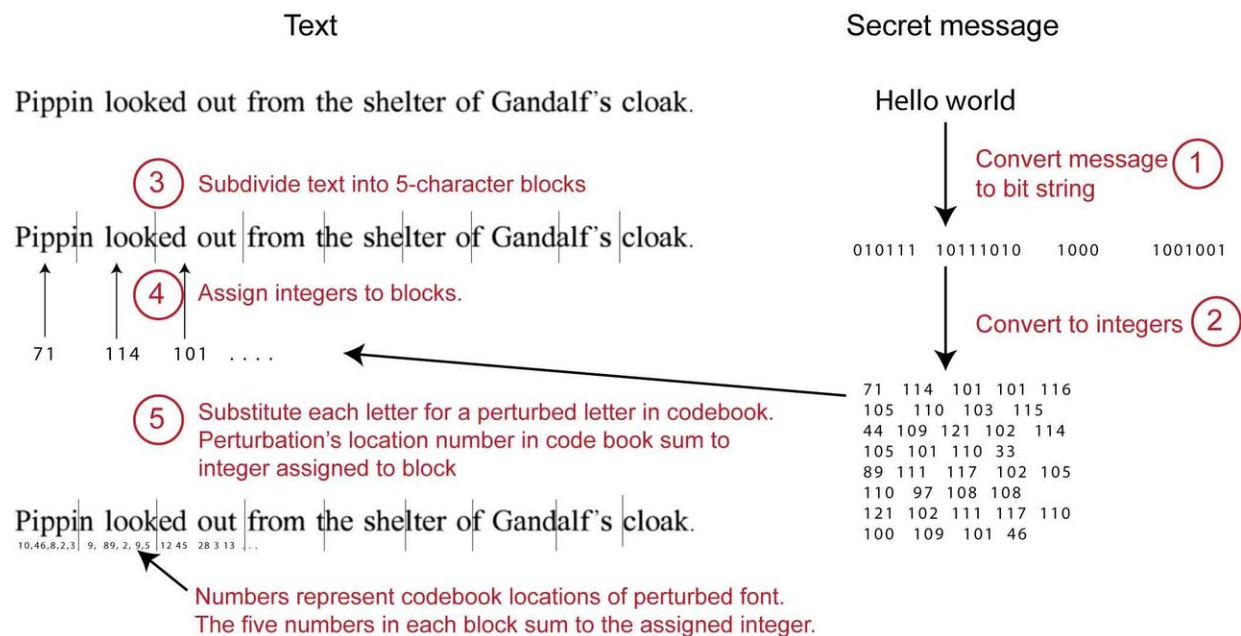 Text
Secret message
Pippin looked out from the shelter of Gandalf's cloak.
Hello world
Convert message 1
to bit string
3 Subdivide text into 5-character blocks
Pippin looked out from the shelter of Gandalf's cloak.
010111 10111010 1000 1001001
4 Assign integers to blocks.
Convert to integers 2
71 114 101 ....
71 114 101 101 116
105 110 103 115
44 109 121 102 114
105 101 110 33
89 111 117 102 105
110 97 108 108
121 102 111 117 110
100 109 101 46
5 Substitute each letter for a perturbed letter in codebook.
Perturbation's location number in code book sum to
integer assigned to block
Pippin looked out from the shelter of Gandalf's cloak.
10,46,8,2,3 9, 89, 2, 9,5 12 45 28 3 13 ...
Numbers represent codebook locations of perturbed font.
The five numbers in each block sum to the assigned integer.